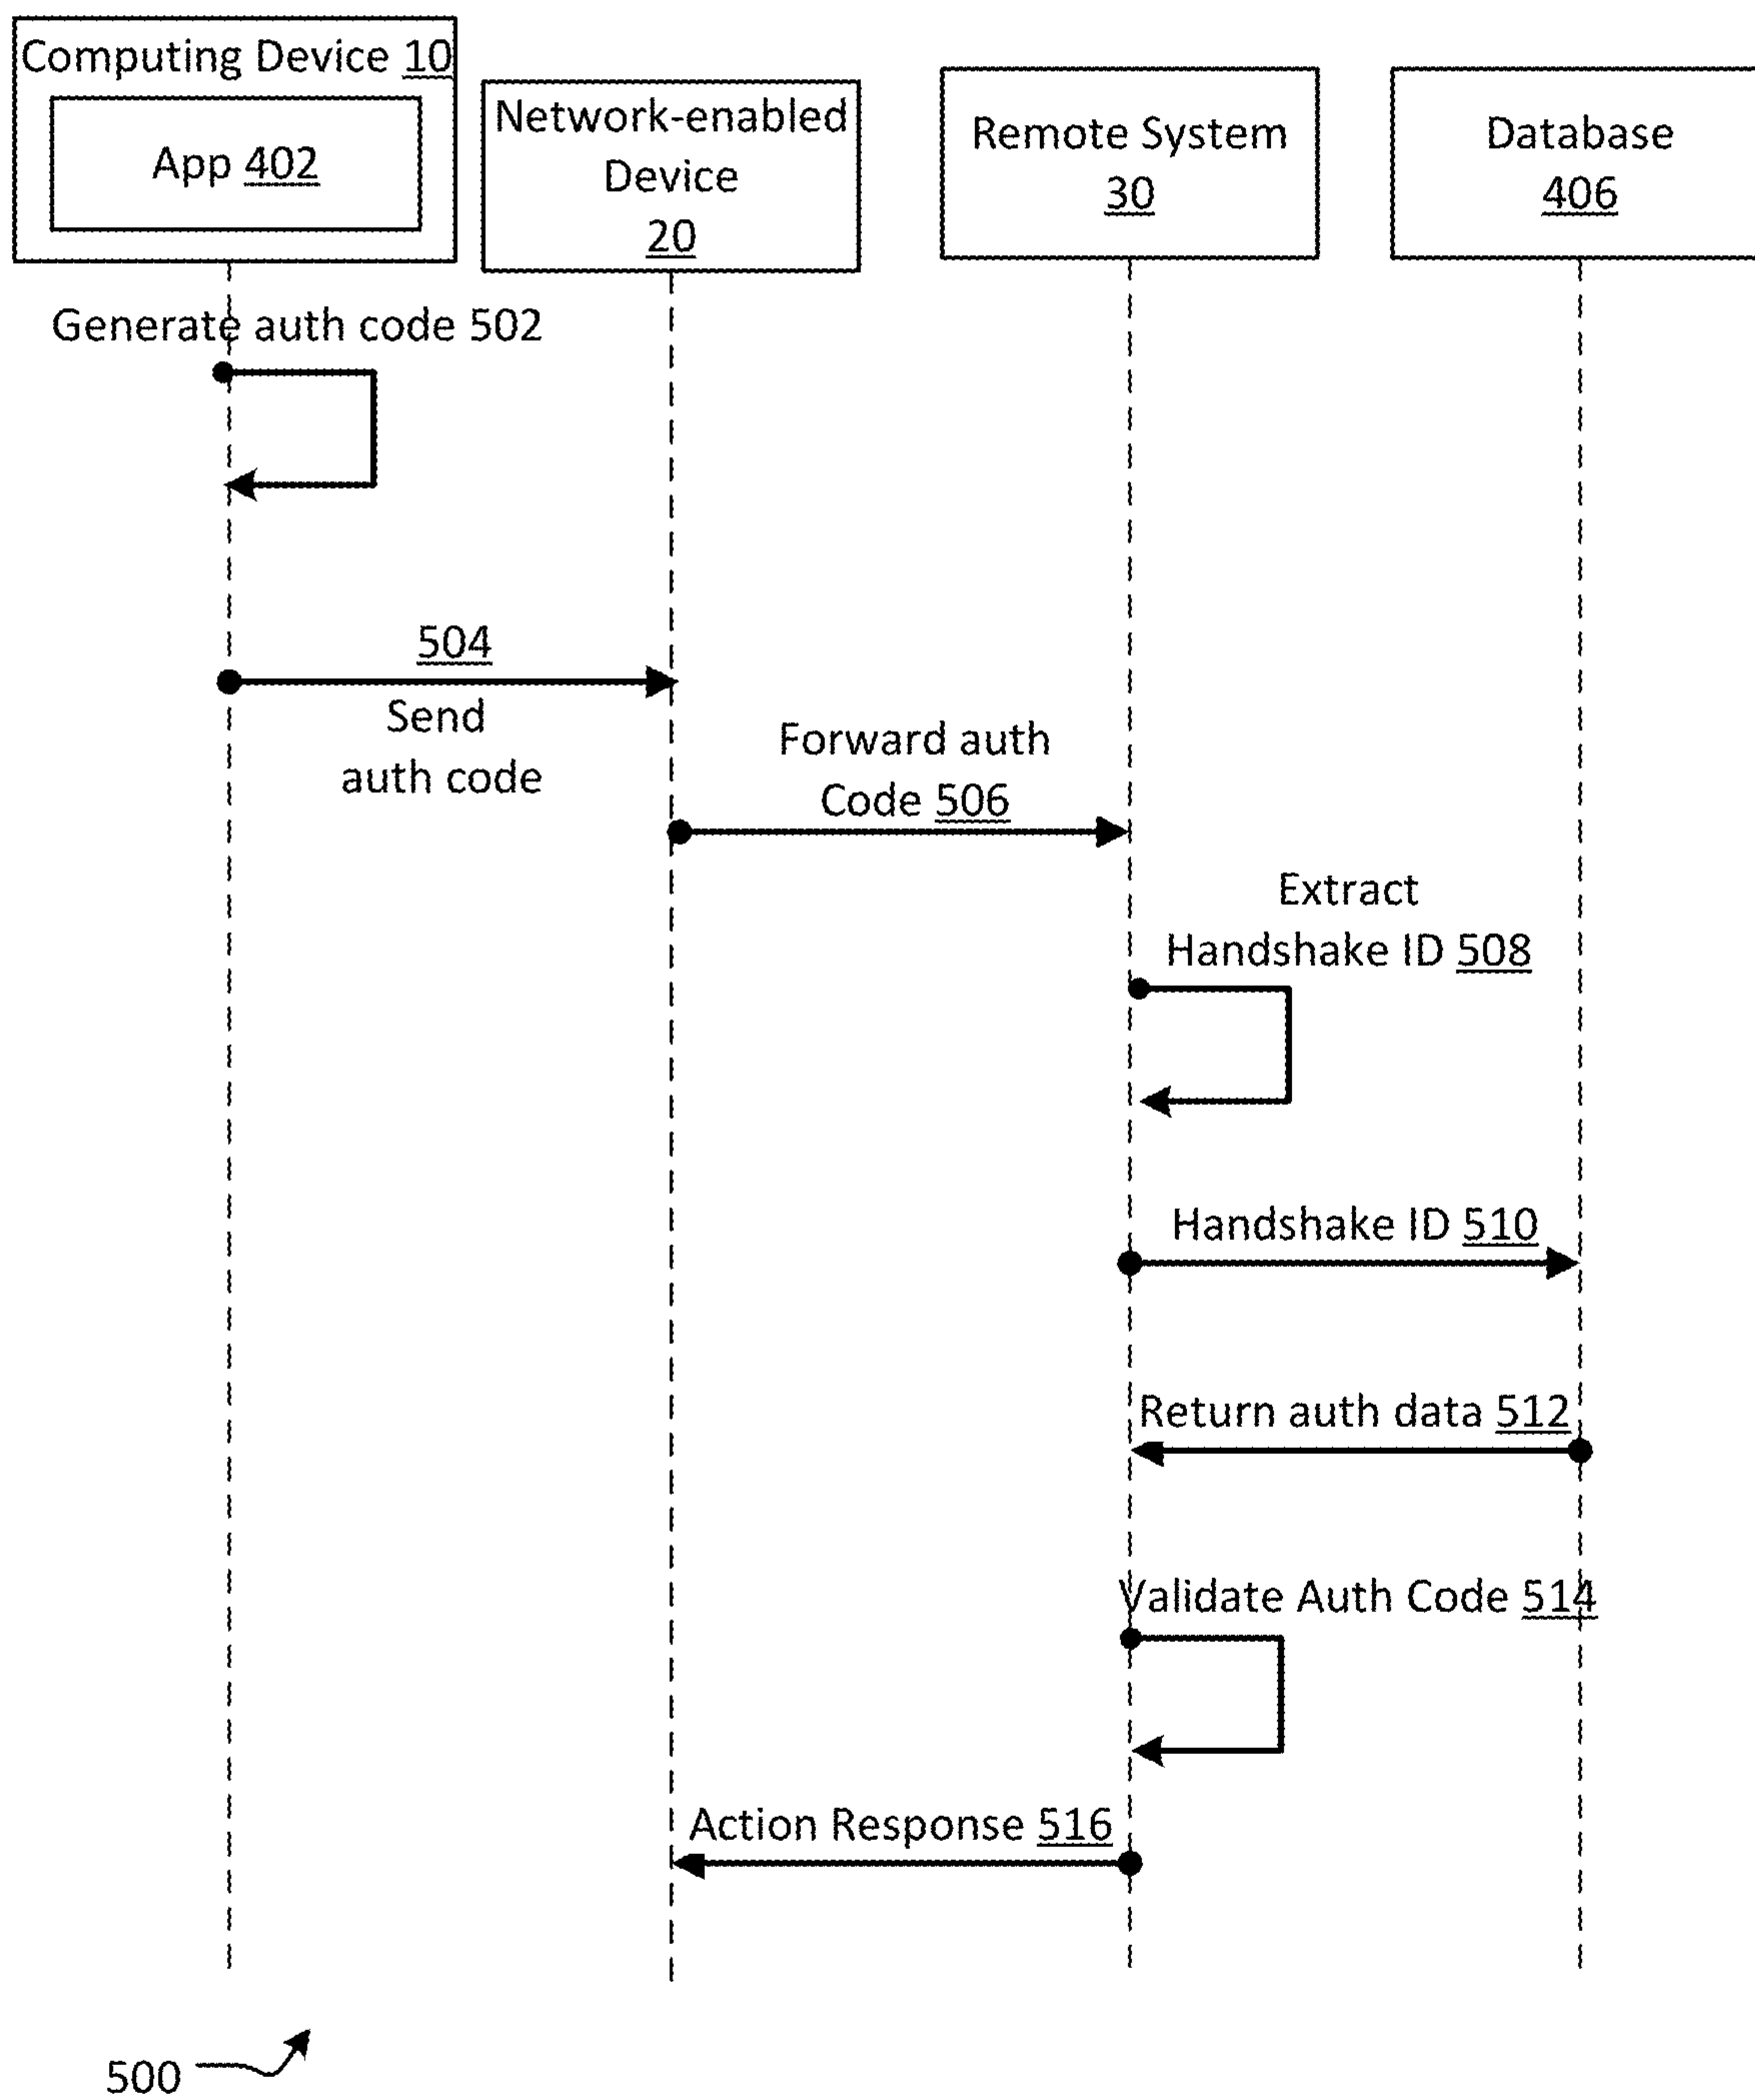 Computing Device 10
App 402
Network-enabled
Device
20
Remote System
30
Database
406
Generate auth code 502
504
Send
auth code
Forward auth
Code 506
Extract
Handshake ID 508
Handshake ID 510
Return auth data 512
Validate Auth Code 514
Action Response 516
500